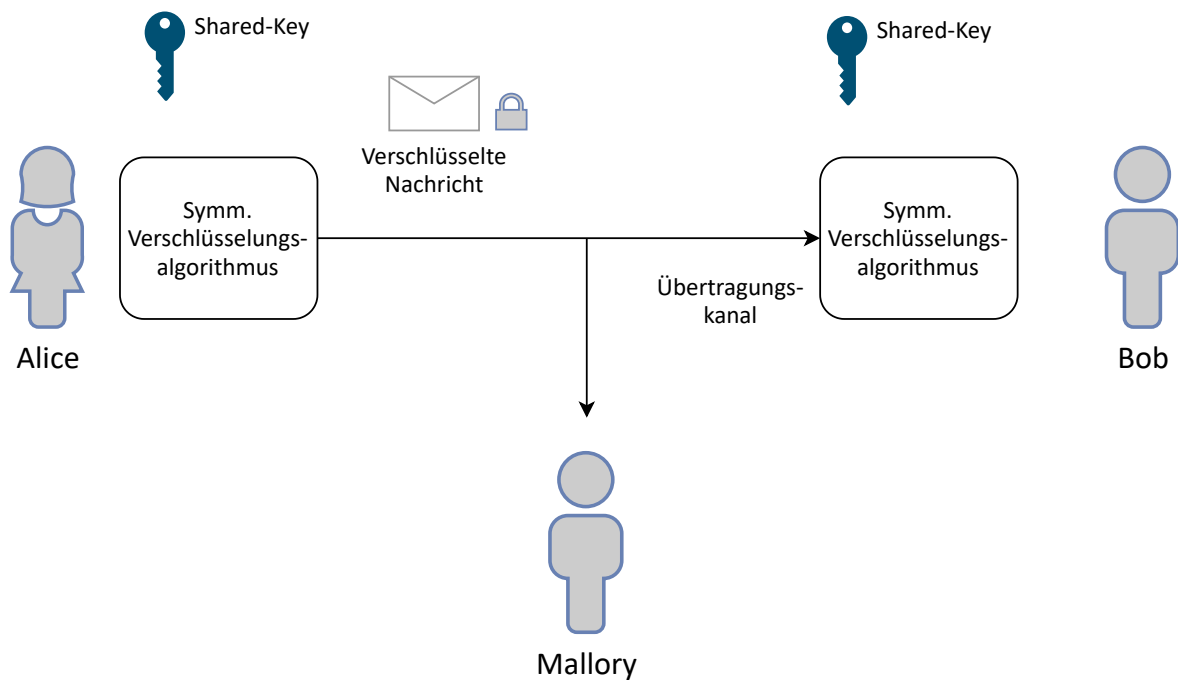 Shared-Key
Shared-Key
Verschlüsselte
Nachricht
Symm.
Verschlüsselungs-
algorithmus
Symm.
Verschlüsselungs-
algorithmus
Übertragungs-
kanal
Alice
Bob
Mallory